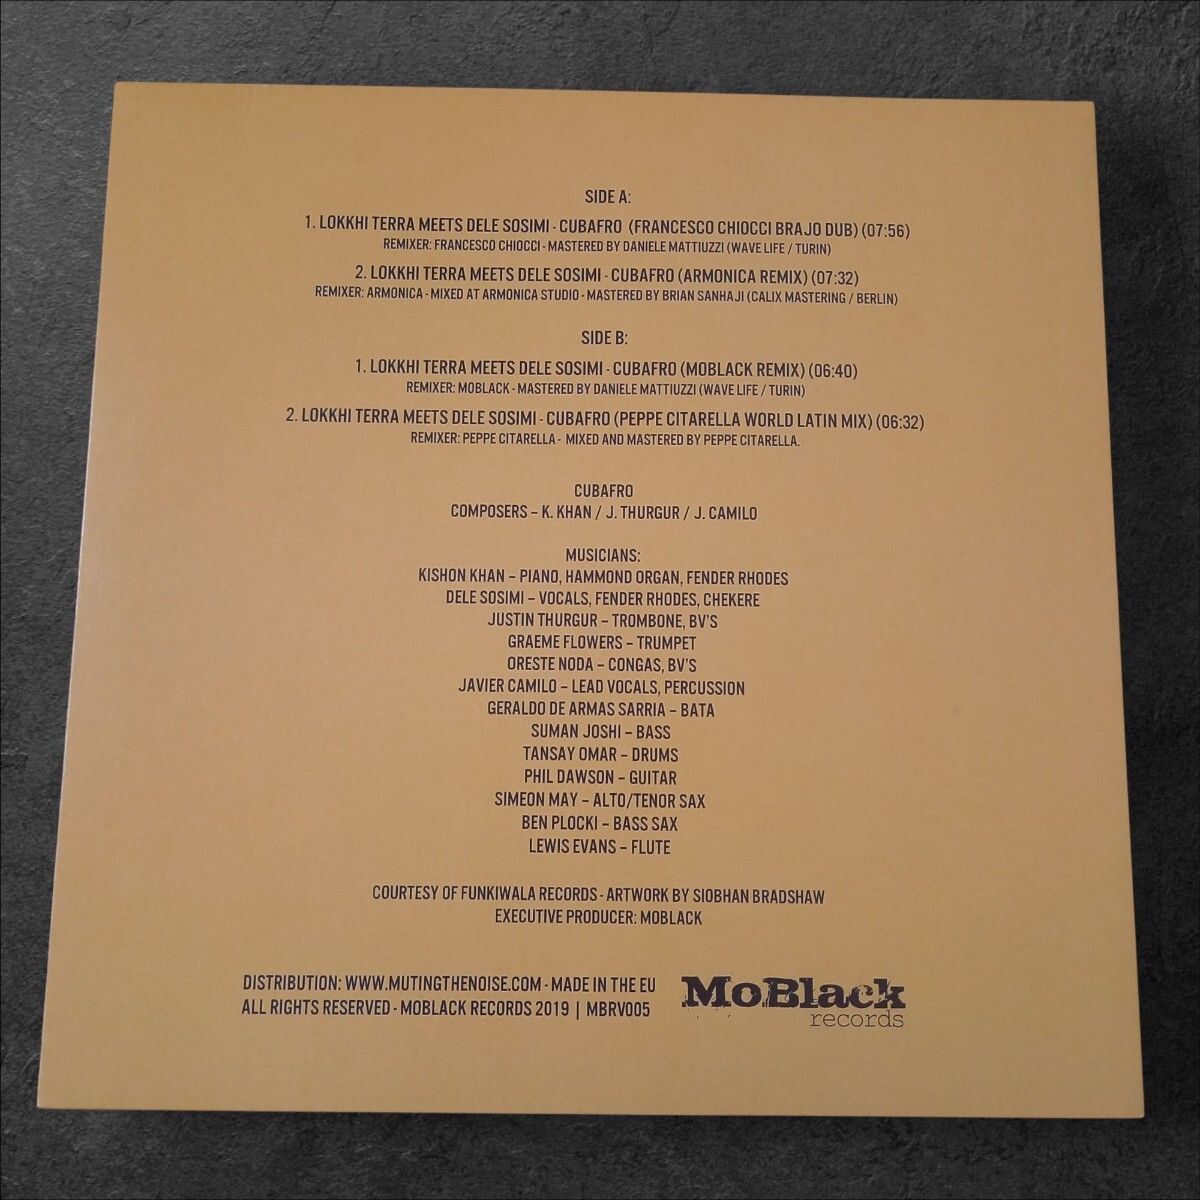 SIDE A:
1. LOKKHI TERRA MEETS DELE SOSIMI - CUBAFRO (FRANCESCO CHIOCCI BRAJO DUB) (07:56)
REMIXER: FRANCESCO CHIOCCI - MASTERED BY DANIELE MATTIUZZI (WAVE LIFE / TURIN)
2. LOKKHI TERRA MEETS DELE SOSIMI - CUBAFRO (ARMONICA REMIX) (07:32)
REMIXER: ARMONICA - MIXED AT ARMONICA STUDIO - MASTERED BY BRIAN SANHAJI (CALIX MASTERING / BERLIN)
SIDE B:
1. LOKKHI TERRA MEETS DELE SOSIMI - CUBAFRO (MOBLACK REMIX) (06:40)
REMIXER: MOBLACK - MASTERED BY DANIELE MATTIUZZI (WAVE LIFE / TURIN)
2. LOKKHI TERRA MEETS DELE SOSIMI - CUBAFRO (PEPPE CITARELLA WORLD LATIN MIX) (06:32)
REMIXER: PEPPE CITARELLA - MIXED AND MASTERED BY PEPPE CITARELLA.
CUBAFRO
COMPOSERS – K. KHAN / J. THURGUR / J. CAMILO
MUSICIANS:
KISHON KHAN – PIANO, HAMMOND ORGAN, FENDER RHODES
DELE SOSIMI – VOCALS, FENDER RHODES, CHEKERE
JUSTIN THURGUR – TROMBONE, BV'S
GRAEME FLOWERS – TRUMPET
ORESTE NODA – CONGAS, BV'S
JAVIER CAMILO – LEAD VOCALS, PERCUSSION
GERALDO DE ARMAS SARRIA – BATA
SUMAN JOSHI – BASS
TANSAY OMAR – DRUMS
PHIL DAWSON – GUITAR
SIMEON MAY – ALTO/TENOR SAX
BEN PLOCKI – BASS SAX
LEWIS EVANS – FLUTE
COURTESY OF FUNKIWALA RECORDS - ARTWORK BY SIOBHAN BRADSHAW
EXECUTIVE PRODUCER: MOBLACK
DISTRIBUTION: WWW.MUTINGTHENOISE.COM - MADE IN THE EU
ALL RIGHTS RESERVED - MOBLACK RECORDS 2019 | MBRV005
MoBlack
records